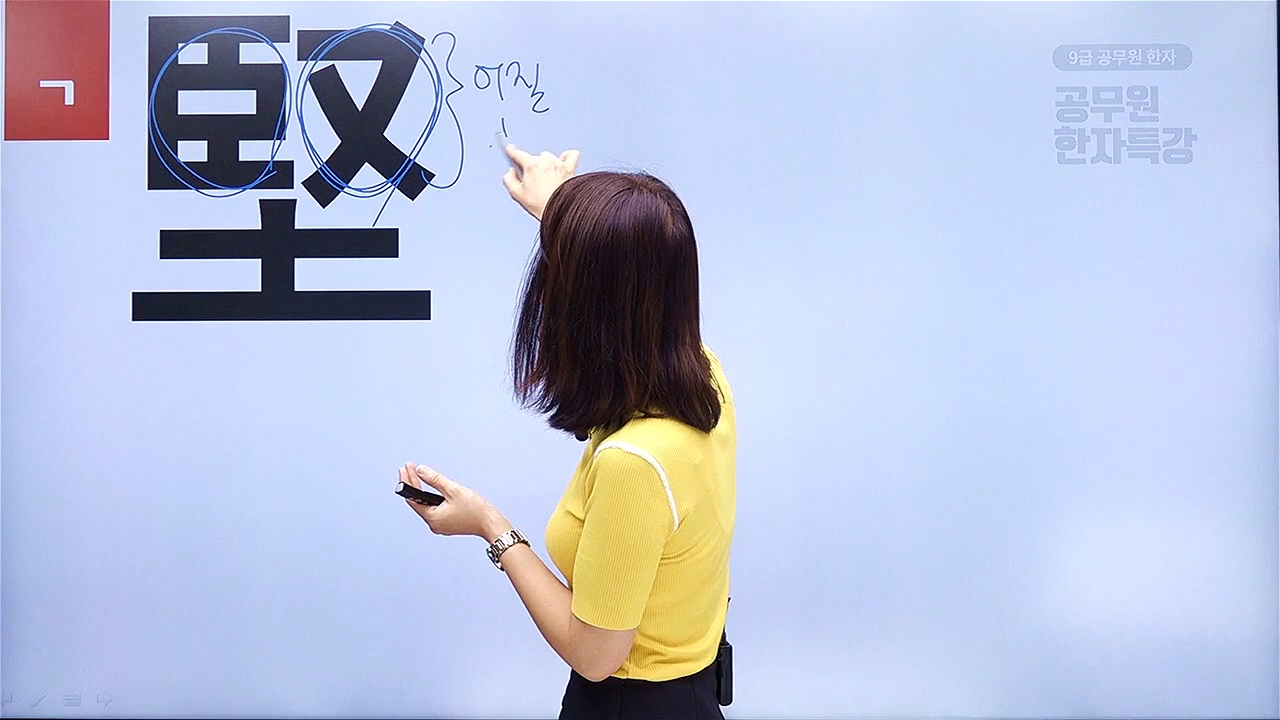 ㄱ
堅
어질
9급 공무원 한자
공무원
한자특강